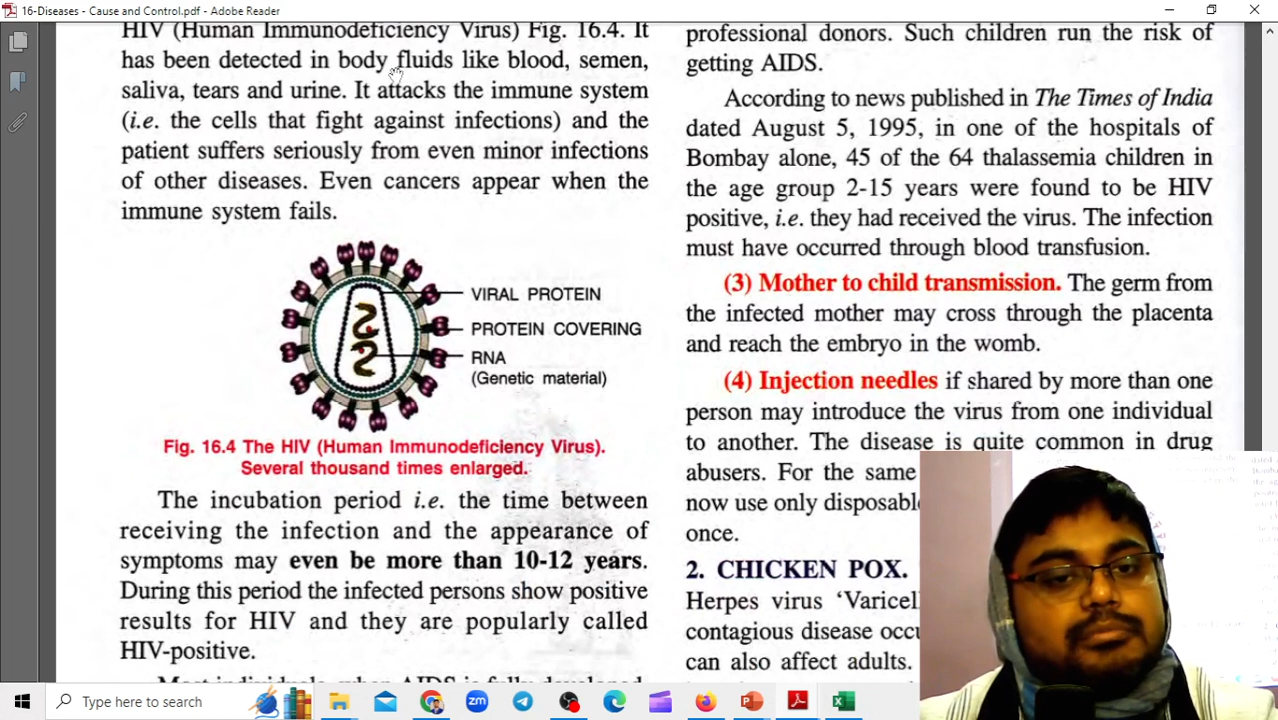 16-Diseases - Cause and Control.pdf - Adobe Reader
HIV (Human Immunodeficiency Virus) Fig. 16.4. It
has been detected in body fluids like blood, semen,
saliva, tears and urine. It attacks the immune system
(i.e. the cells that fight against infections) and the
patient suffers seriously from even minor infections
of other diseases. Even cancers appear when the
immune system fails.
VIRAL PROTEIN
PROTEIN COVERING
RNA
(Genetic material)
Fig. 16.4 The HIV (Human Immunodeficiency Virus).
Several thousand times enlarged.
The incubation period i.e. the time between
receiving the infection and the appearance of
symptoms may even be more than 10-12 years.
During this period the infected persons show positive
results for HIV and they are popularly called
HIV-positive.
Most individuals, when AIDS is fully developed,
professional donors. Such children run the risk of
getting AIDS.
According to news published in The Times of India
dated August 5, 1995, in one of the hospitals of
Bombay alone, 45 of the 64 thalassemia children in
the age group 2-15 years were found to be HIV
positive, i.e. they had received the virus. The infection
must have occurred through blood transfusion.
(3) Mother to child transmission. The germ from
the infected mother may cross through the placenta
and reach the embryo in the womb.
(4) Injection needles if shared by more than one
person may introduce the virus from one individual
to another. The disease is quite common in drug
abusers. For the same
now use only disposable
once.
2. CHICKEN POX.
Herpes virus ‘Varicel
contagious disease occu
can also affect adults.
Type here to search
zm